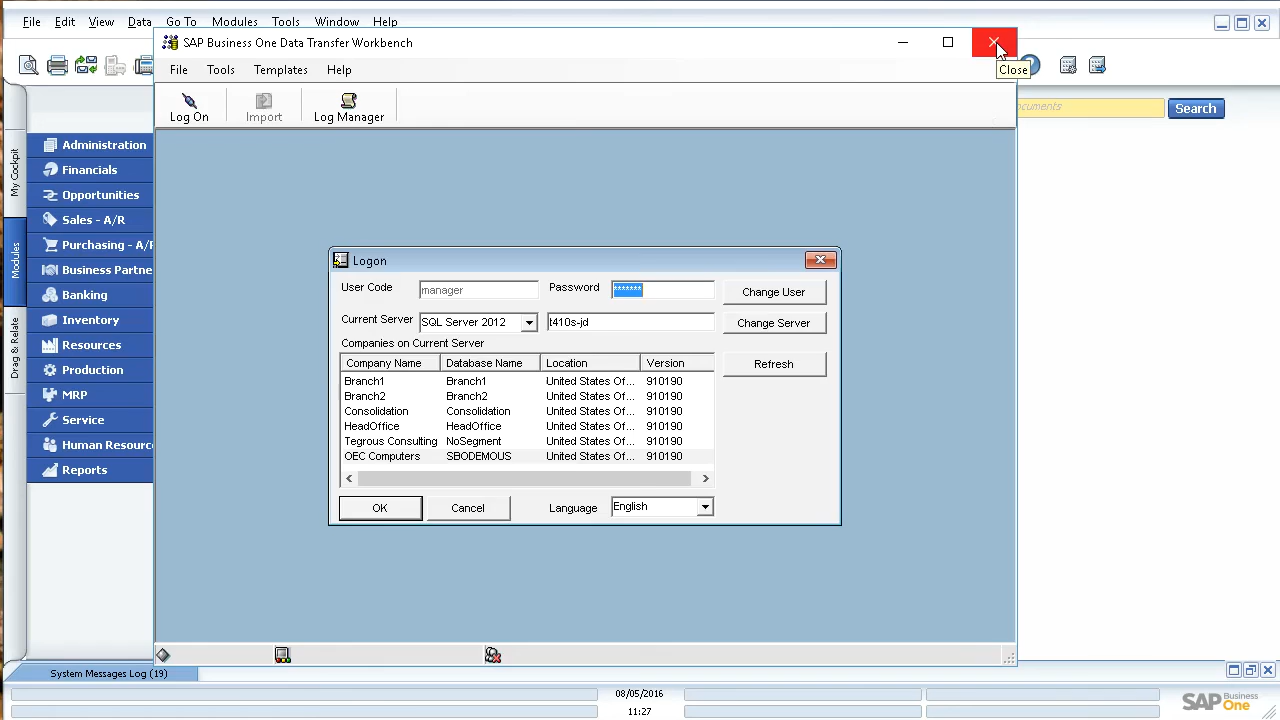 File Edit View Data Go To Modules Tools Window Help
SAP Business One Data Transfer Workbench
Close
File Tools Templates Help
Log On Import Log Manager
Search
My Cockpit
Modules
Drag & Relate
Administration
Financials
Opportunities
Sales - A/R
Purchasing - A/P
Business Partne
Banking
Inventory
Resources
Production
MRP
Service
Human Resourc
Reports
Logon
User Code manager Password ******* Change User
Current Server SQL Server 2012 t410s-jd Change Server
Companies on Current Server
Company Name Database Name Location Version Refresh
Branch1 Branch1 United States Of... 910190
Branch2 Branch2 United States Of... 910190
Consolidation Consolidation United States Of... 910190
HeadOffice HeadOffice United States Of... 910190
Tegrous Consulting NoSegment United States Of... 910190
OEC Computers SBODEMOUS United States Of... 910190
OK Cancel Language English
System Messages Log (19)
08/05/2016
11:27
SAP Business One